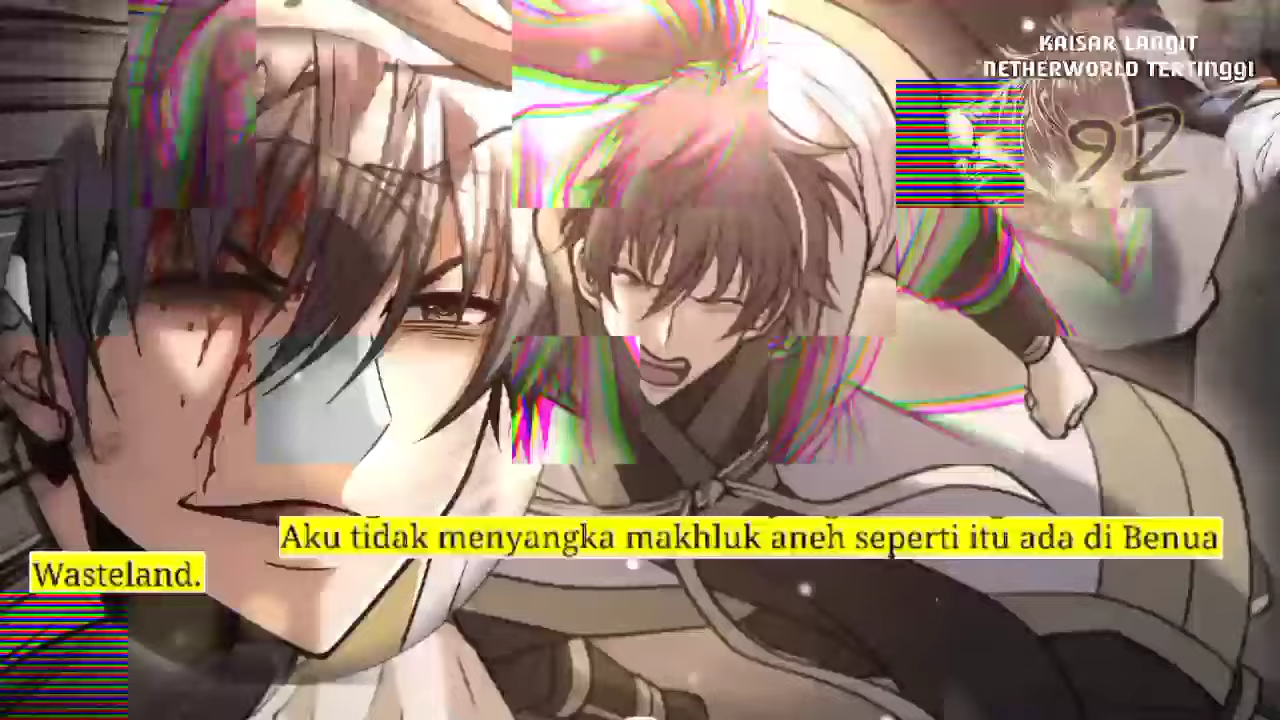 KAISAR LANGIT
NETHERWORLD TERTINGGI
92
Aku tidak menyangka makhluk aneh seperti itu ada di Benua
Wasteland.